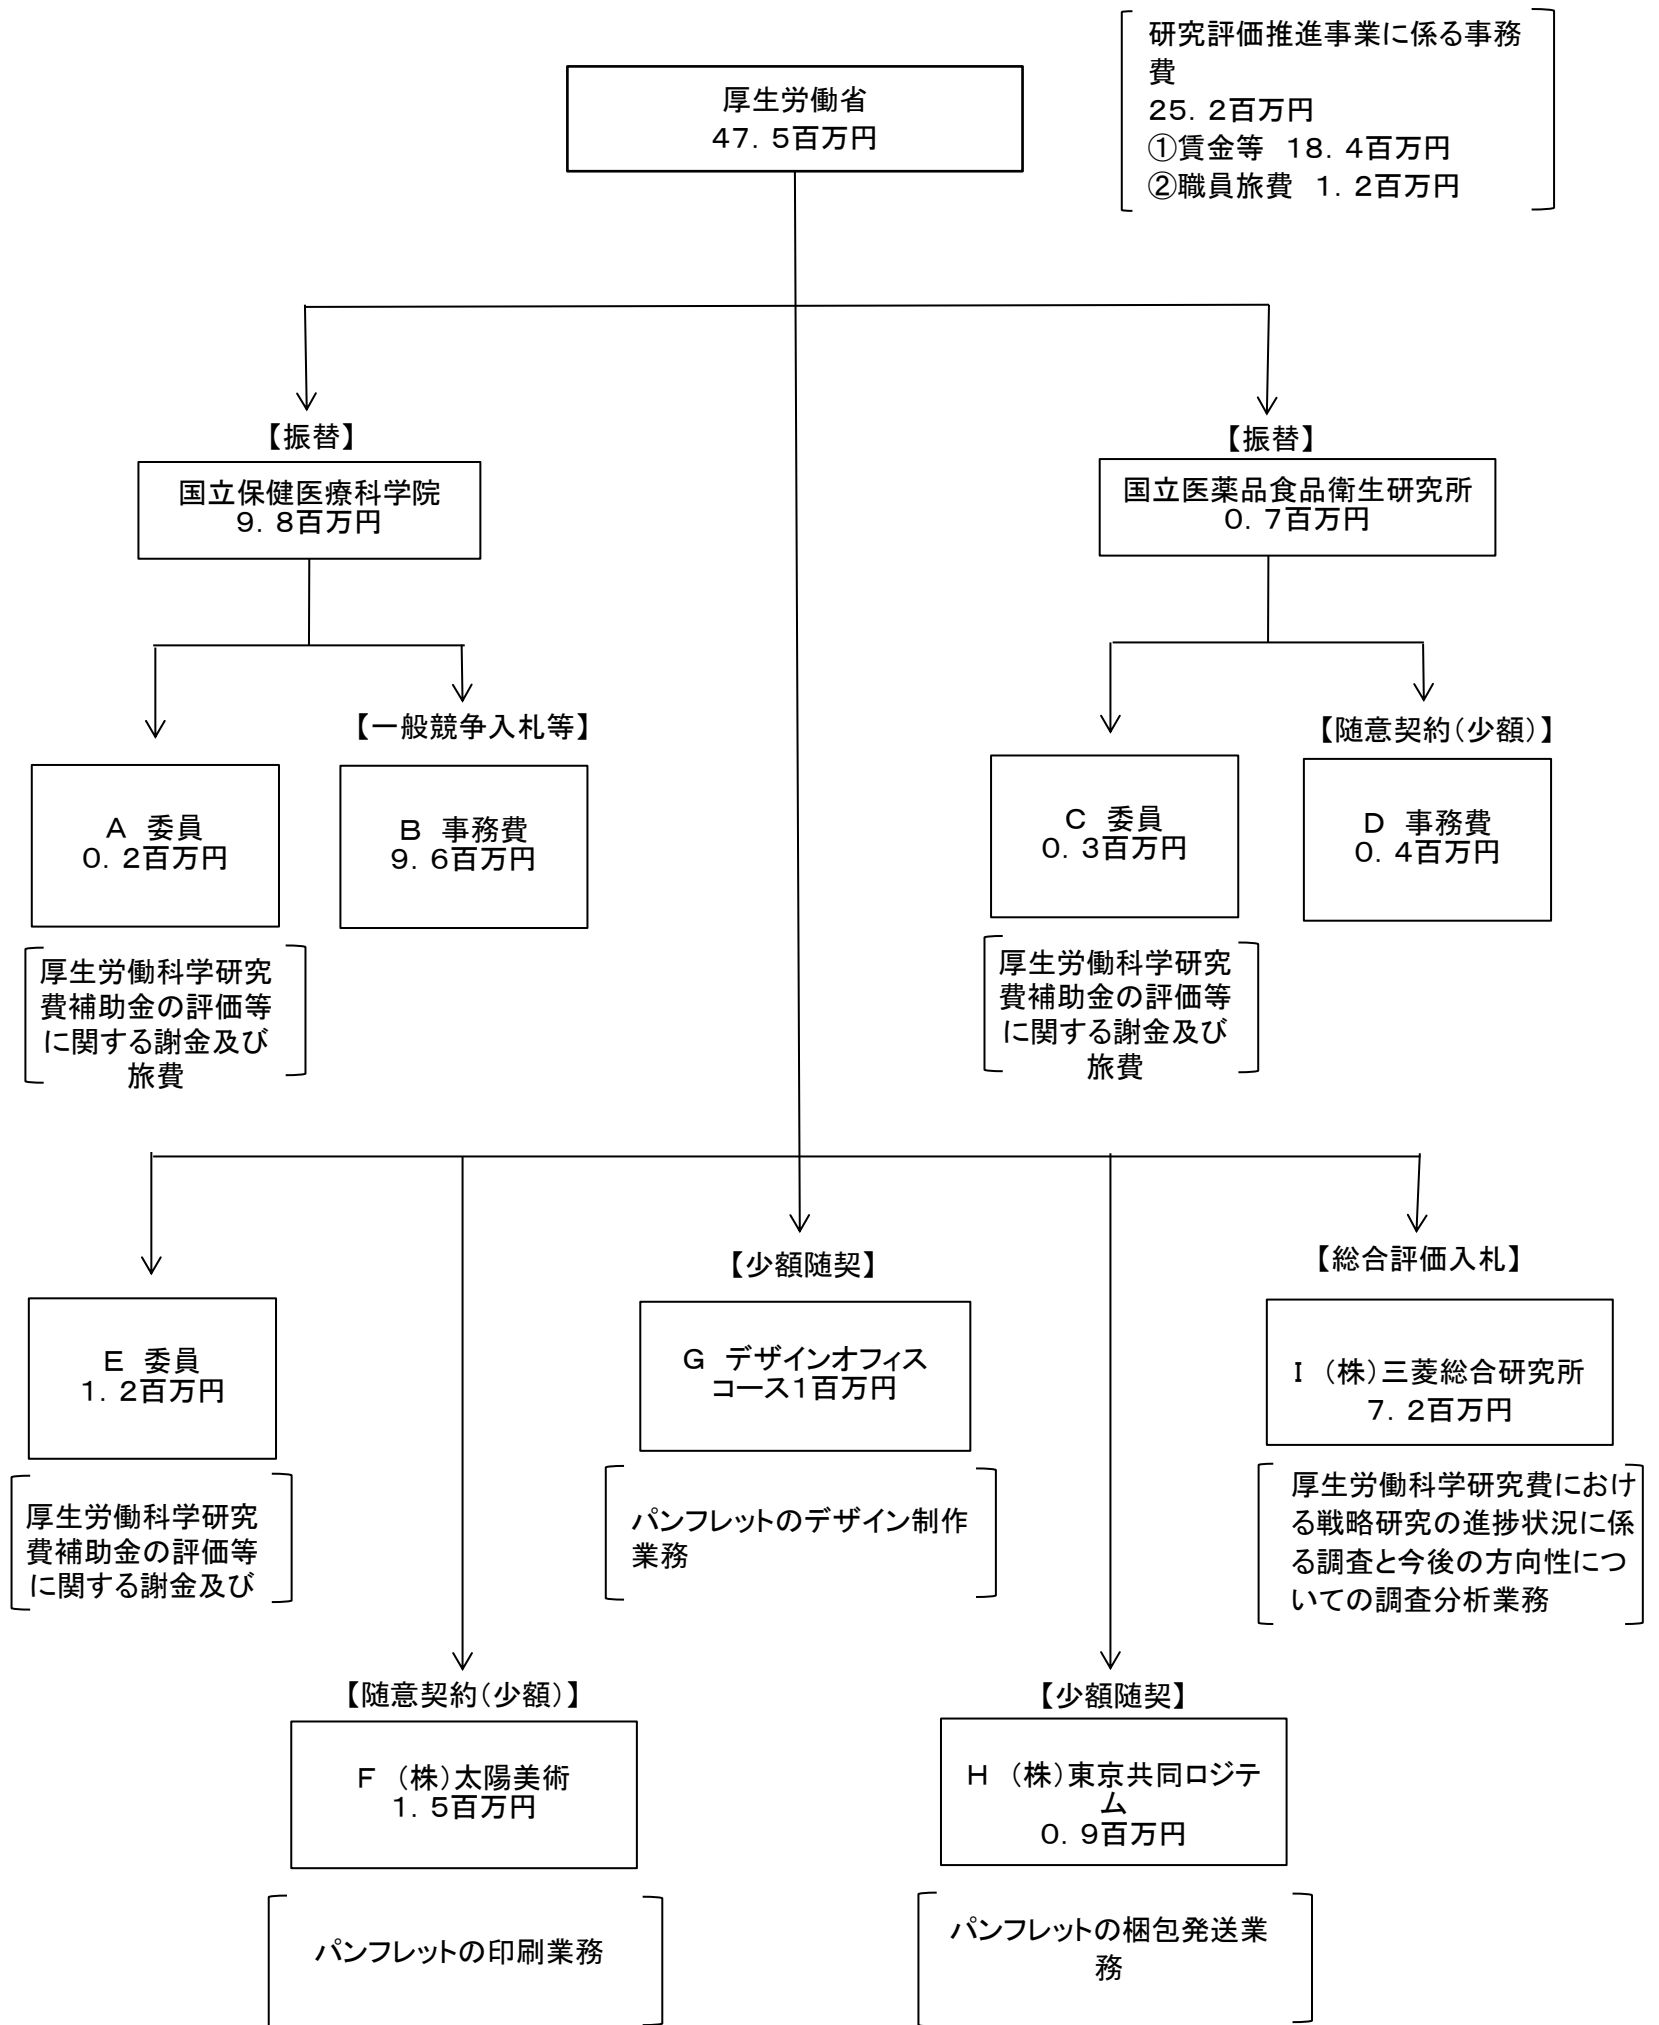 厚生労働省
47．5百万円
研究評価推進事業に係る事務
費
25．2百万円
①賃金等　18．4百万円
②職員旅費　1．2百万円
【振替】
国立保健医療科学院
9．8百万円
【振替】
国立医薬品食品衛生研究所
0．7百万円
A　委員
0．2百万円
【一般競争入札等】
B　事務費
9．6百万円
C　委員
0．3百万円
【随意契約（少額）】
D　事務費
0．4百万円
厚生労働科学研究
費補助金の評価等
に関する謝金及び
旅費
厚生労働科学研究
費補助金の評価等
に関する謝金及び
旅費
E　委員
1．2百万円
厚生労働科学研究
費補助金の評価等
に関する謝金及び
【少額随契】
G　デザインオフィス
コース1百万円
パンフレットのデザイン制作
業務
【総合評価入札】
I　（株）三菱総合研究所
7．2百万円
厚生労働科学研究費におけ
る戦略研究の進捗状況に係
る調査と今後の方向性につ
いての調査分析業務
【随意契約（少額）】
F　（株）太陽美術
1．5百万円
パンフレットの印刷業務
【少額随契】
H　（株）東京共同ロジテ
ム
0．9百万円
パンフレットの梱包発送業
務